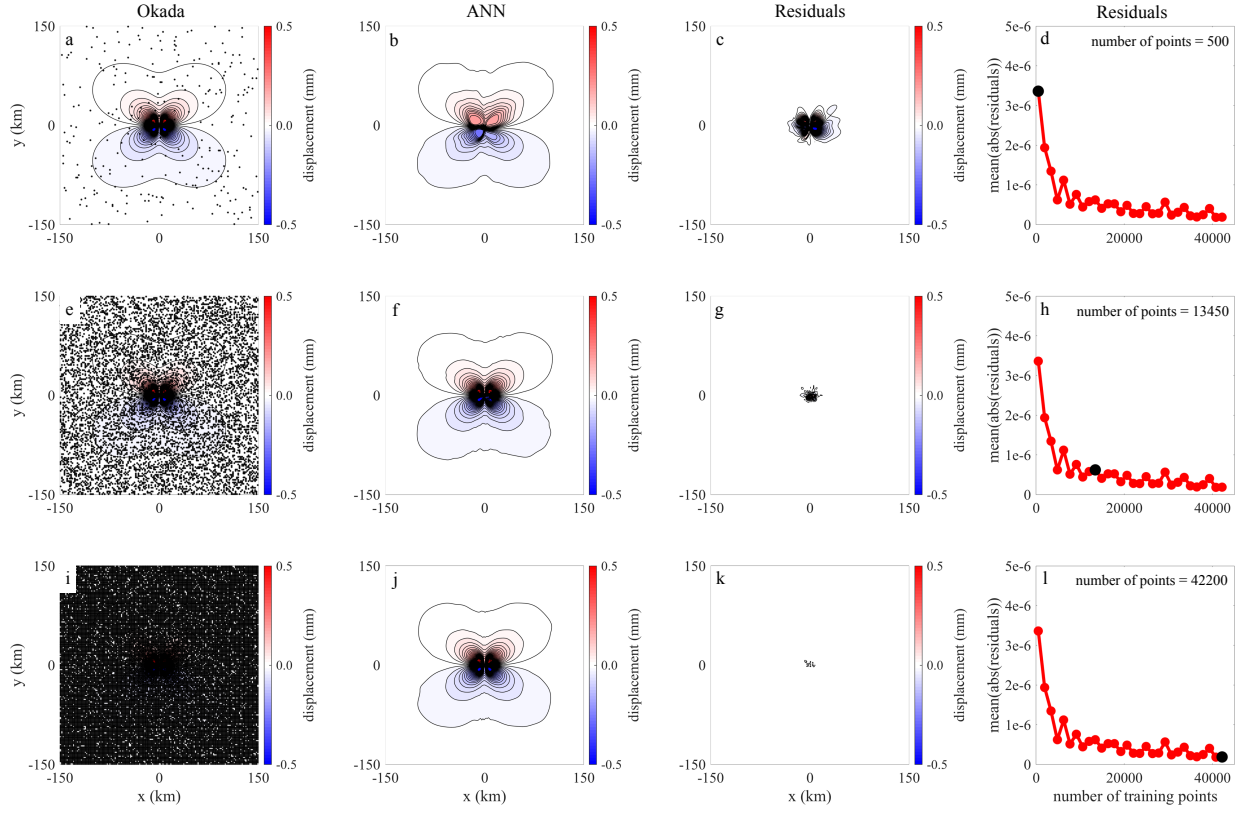 Okada
ANN
Residuals
Residuals
a
150
0
-150
y (km)
-150
0
150
0.5
0.0
-0.5
displacement (mm)
b
150
0
-150
-150
0
150
0.5
0.0
-0.5
displacement (mm)
c
150
0
-150
-150
0
150
0.5
0.0
-0.5
displacement (mm)
d
number of points = 500
5e-6
4e-6
3e-6
2e-6
1e-6
0
mean(abs(residuals))
0
20000
40000
e
150
0
-150
y (km)
-150
0
150
0.5
0.0
-0.5
displacement (mm)
f
150
0
-150
-150
0
150
0.5
0.0
-0.5
displacement (mm)
g
150
0
-150
-150
0
150
0.5
0.0
-0.5
displacement (mm)
h
number of points = 13450
5e-6
4e-6
3e-6
2e-6
1e-6
0
mean(abs(residuals))
0
20000
40000
i
150
0
-150
y (km)
-150
0
150
x (km)
0.5
0.0
-0.5
displacement (mm)
j
150
0
-150
-150
0
150
x (km)
0.5
0.0
-0.5
displacement (mm)
k
150
0
-150
-150
0
150
x (km)
0.5
0.0
-0.5
displacement (mm)
l
number of points = 42200
5e-6
4e-6
3e-6
2e-6
1e-6
0
mean(abs(residuals))
0
20000
40000
number of training points